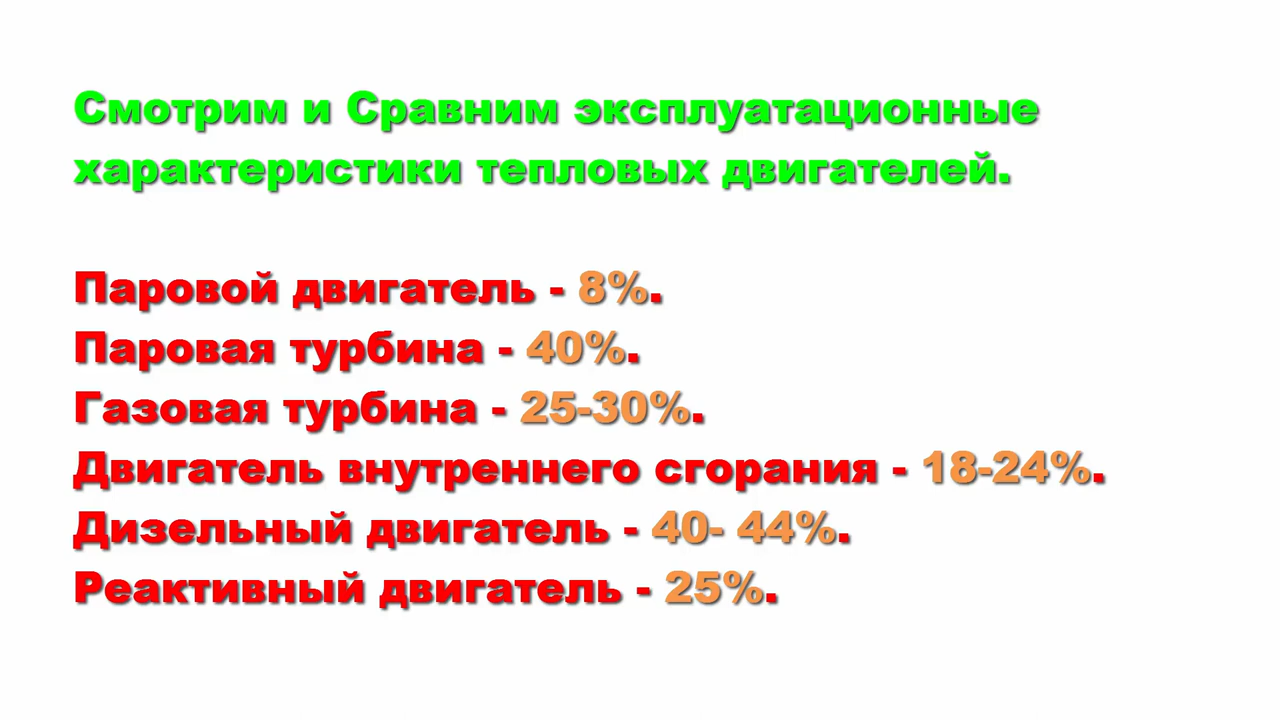 Смотрим и Сравним эксплуатационные
характеристики тепловых двигателей.
Паровой двигатель - 8%.
Паровая турбина - 40%.
Газовая турбина - 25-30%.
Двигатель внутреннего сгорания - 18-24%.
Дизельный двигатель - 40- 44%.
Реактивный двигатель - 25%.